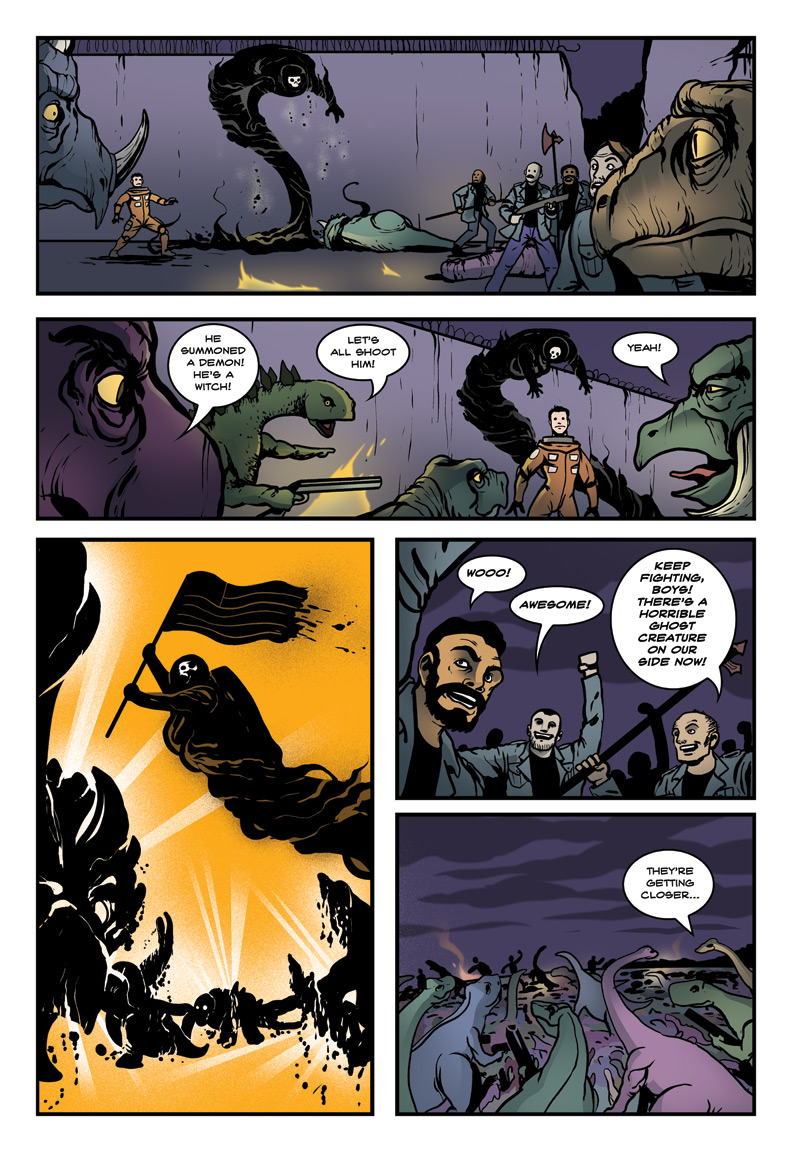 HE
SUMMONED
A DEMON!
HE'S A
WITCH!
LET'S
ALL SHOOT
HIM!
YEAH!
WOOO!
AWESOME!
KEEP
FIGHTING,
BOYS!
THERE'S A
HORRIBLE
GHOST
CREATURE
ON OUR
SIDE NOW!
THEY'RE
GETTING
CLOSER...